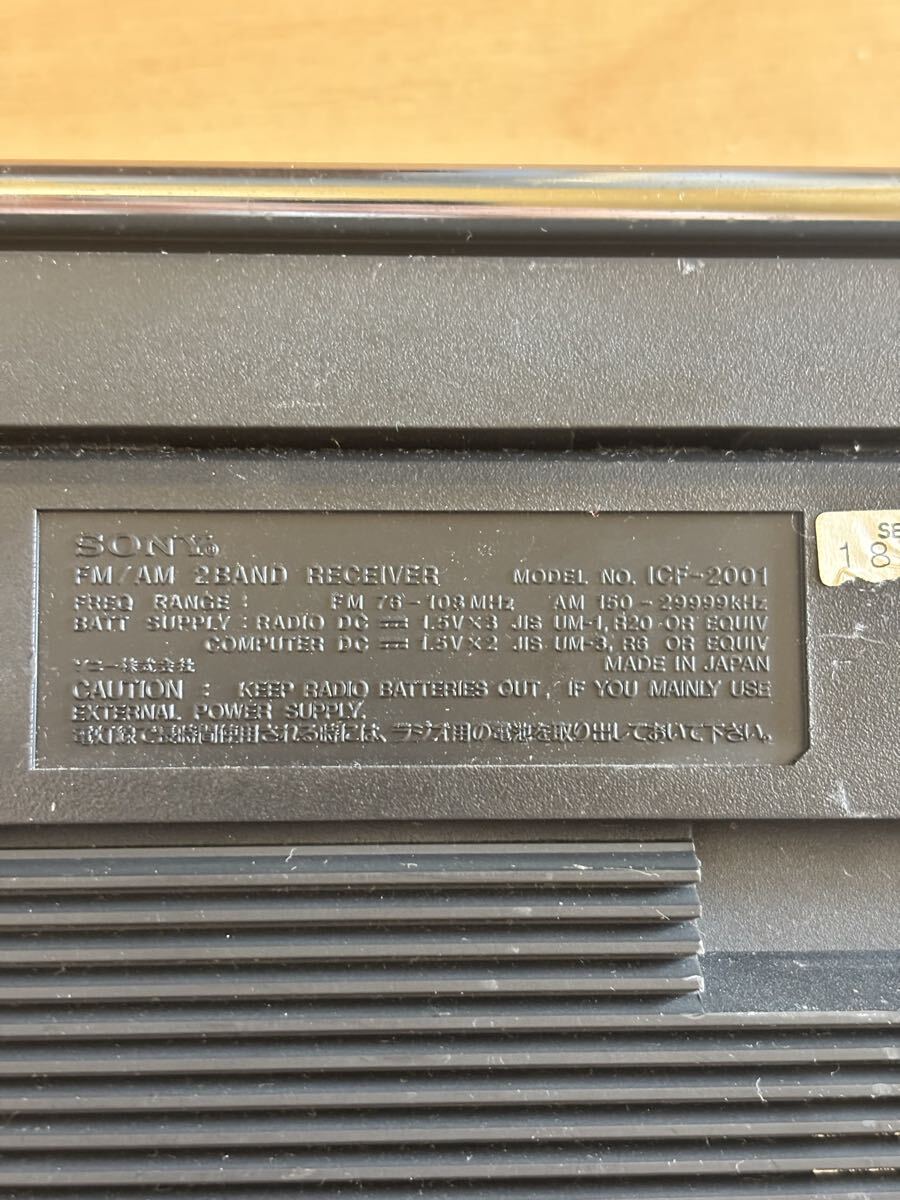 SONY®
FM/AM 2BAND RECEIVER MODEL NO. ICF-2001
FREQ RANGE: FM 76-108MHz AM 150-29999kHz
BATT SUPPLY: RADIO DC ⎓ 1.5V×3 JIS UM-1, R20 OR EQUIV
COMPUTER DC ⎓ 1.5V×2 JIS UM-3, R6 OR EQUIV
ソニー株式会社 MADE IN JAPAN
CAUTION: KEEP RADIO BATTERIES OUT, IF YOU MAINLY USE
EXTERNAL POWER SUPPLY.
電灯線で長時間使用される時には、ラジオ用の電池を取り出しておいて下さい。
SE
18